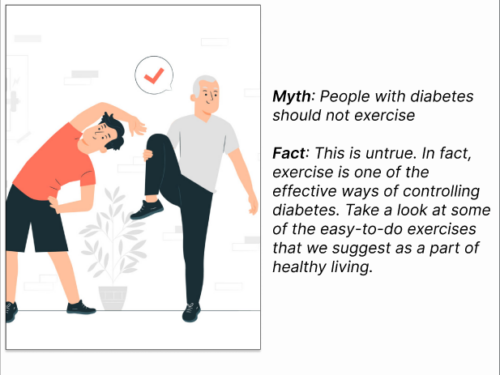 Myth: People with diabetes
should not exercise
Fact: This is untrue. In fact,
exercise is one of the
effective ways of controlling
diabetes. Take a look at some
of the easy-to-do exercises
that we suggest as a part of
healthy living.